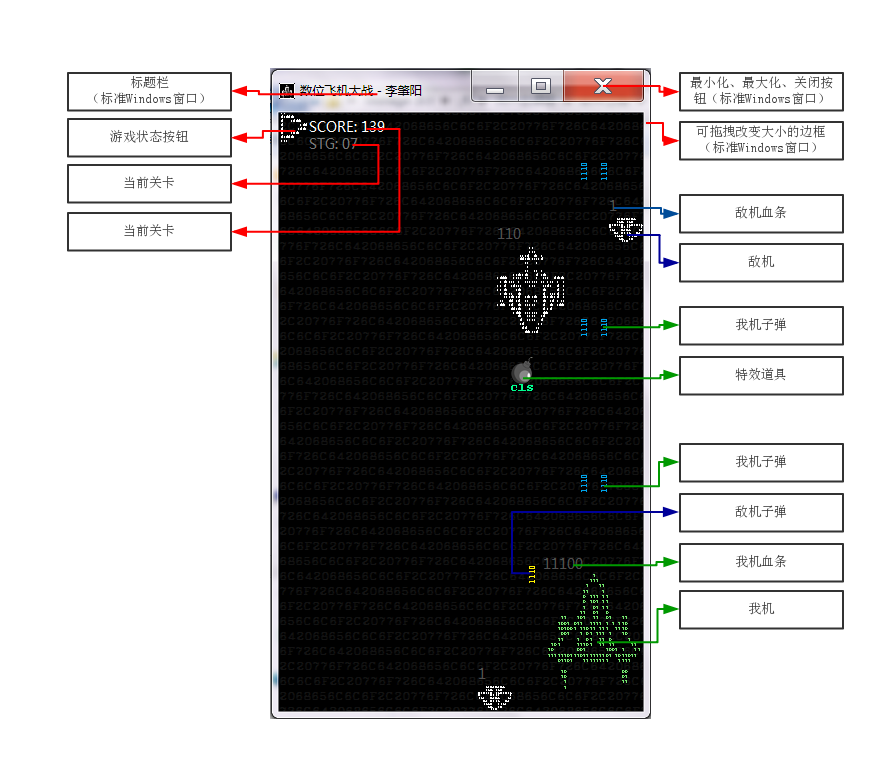 标题栏
（标准Windows窗口）
游戏状态按钮
当前关卡
当前关卡
数位飞机大战 - 李肇阳
SCORE: 139
STG: 07
1110 1110
1
110
1110 1110
cls
1110 1110
1110
11100
1
最小化、最大化、关闭按
钮（标准Windows窗口）
可拖拽改变大小的边框
（标准Windows窗口）
敌机血条
敌机
我机子弹
特效道具
我机子弹
敌机子弹
我机血条
我机